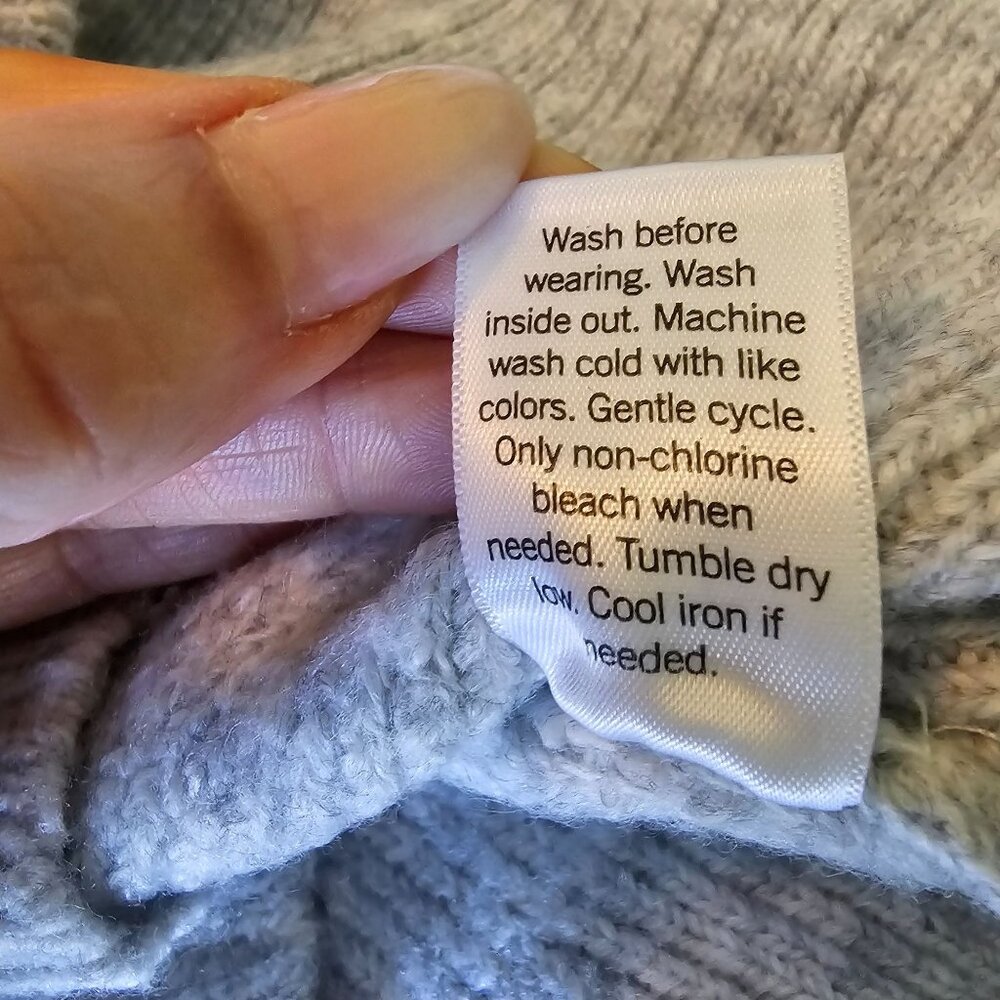 Wash before
wearing. Wash
inside out. Machine
wash cold with like
colors. Gentle cycle.
Only non-chlorine
bleach when
needed. Tumble dry
low. Cool iron if
needed.